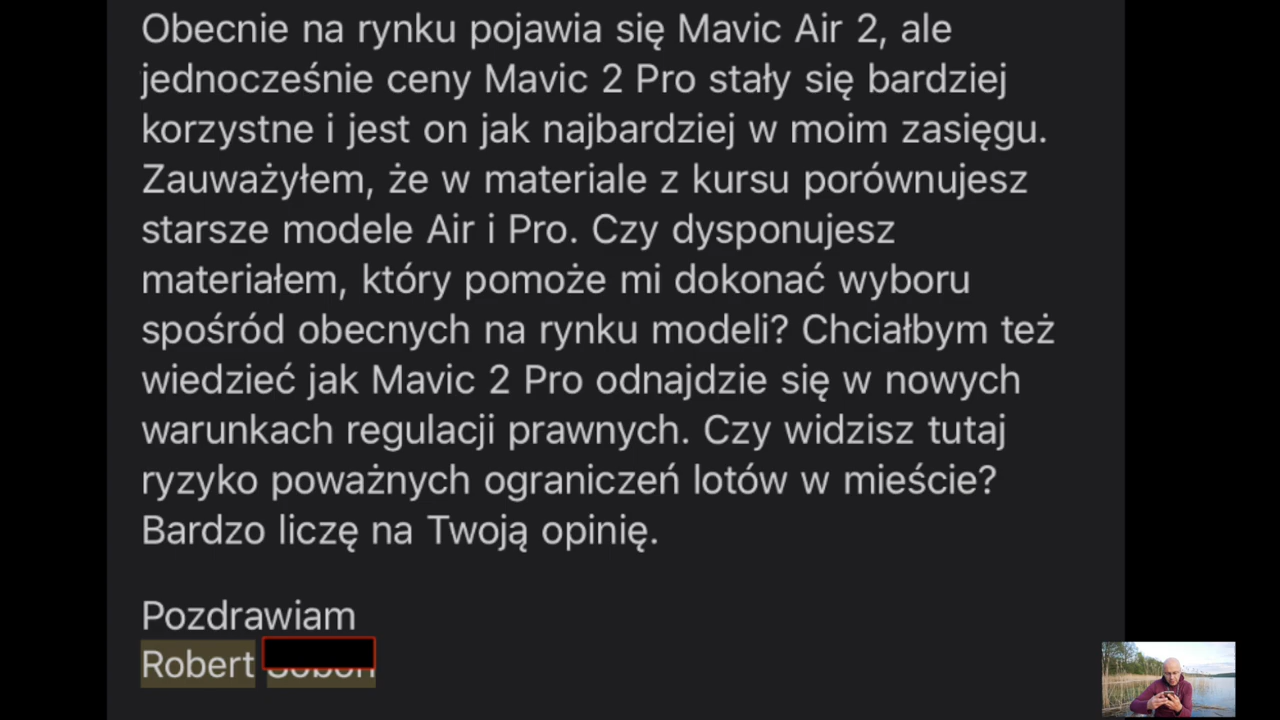 Obecnie na rynku pojawia się Mavic Air 2, ale
jednocześnie ceny Mavic 2 Pro stały się bardziej
korzystne i jest on jak najbardziej w moim zasięgu.
Zauważyłem, że w materiale z kursu porównujesz
starsze modele Air i Pro. Czy dysponujesz
materiałem, który pomoże mi dokonać wyboru
spośród obecnych na rynku modeli? Chciałbym też
wiedzieć jak Mavic 2 Pro odnajdzie się w nowych
warunkach regulacji prawnych. Czy widzisz tutaj
ryzyko poważnych ograniczeń lotów w mieście?
Bardzo liczę na Twoją opinię.
Pozdrawiam
Robert